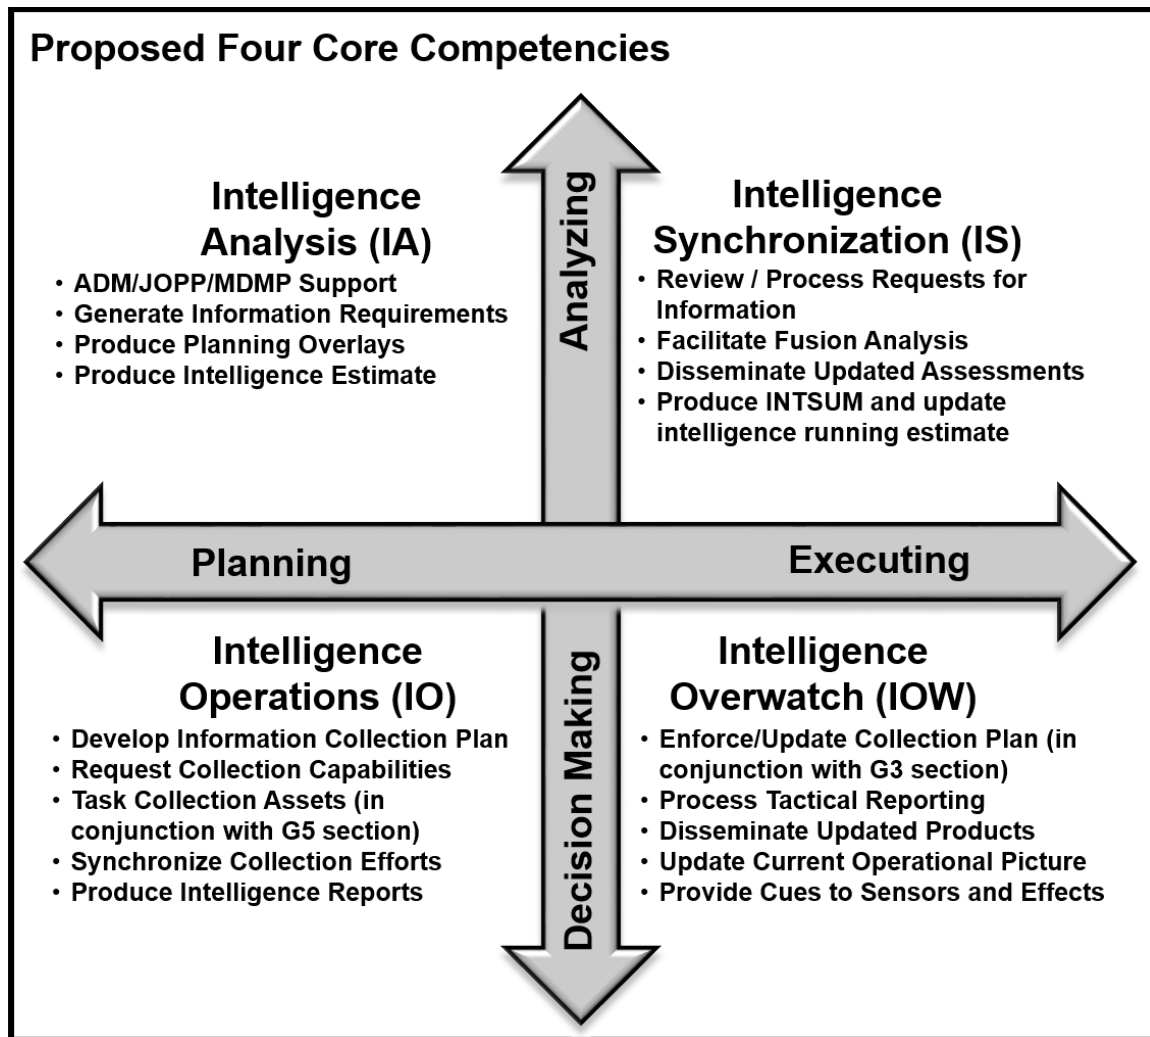 Proposed Four Core Competencies
Analyzing
Intelligence
Analysis (IA)
• ADM/JOPP/MDMP Support
• Generate Information Requirements
• Produce Planning Overlays
• Produce Intelligence Estimate
Intelligence
Synchronization (IS)
• Review / Process Requests for
Information
• Facilitate Fusion Analysis
• Disseminate Updated Assessments
• Produce INTSUM and update
intelligence running estimate
Planning
Executing
Intelligence
Operations (IO)
• Develop Information Collection Plan
• Request Collection Capabilities
• Task Collection Assets (in
conjunction with G5 section)
• Synchronize Collection Efforts
• Produce Intelligence Reports
Decision Making
Intelligence
Overwatch (IOW)
• Enforce/Update Collection Plan (in
conjunction with G3 section)
• Process Tactical Reporting
• Disseminate Updated Products
• Update Current Operational Picture
• Provide Cues to Sensors and Effects